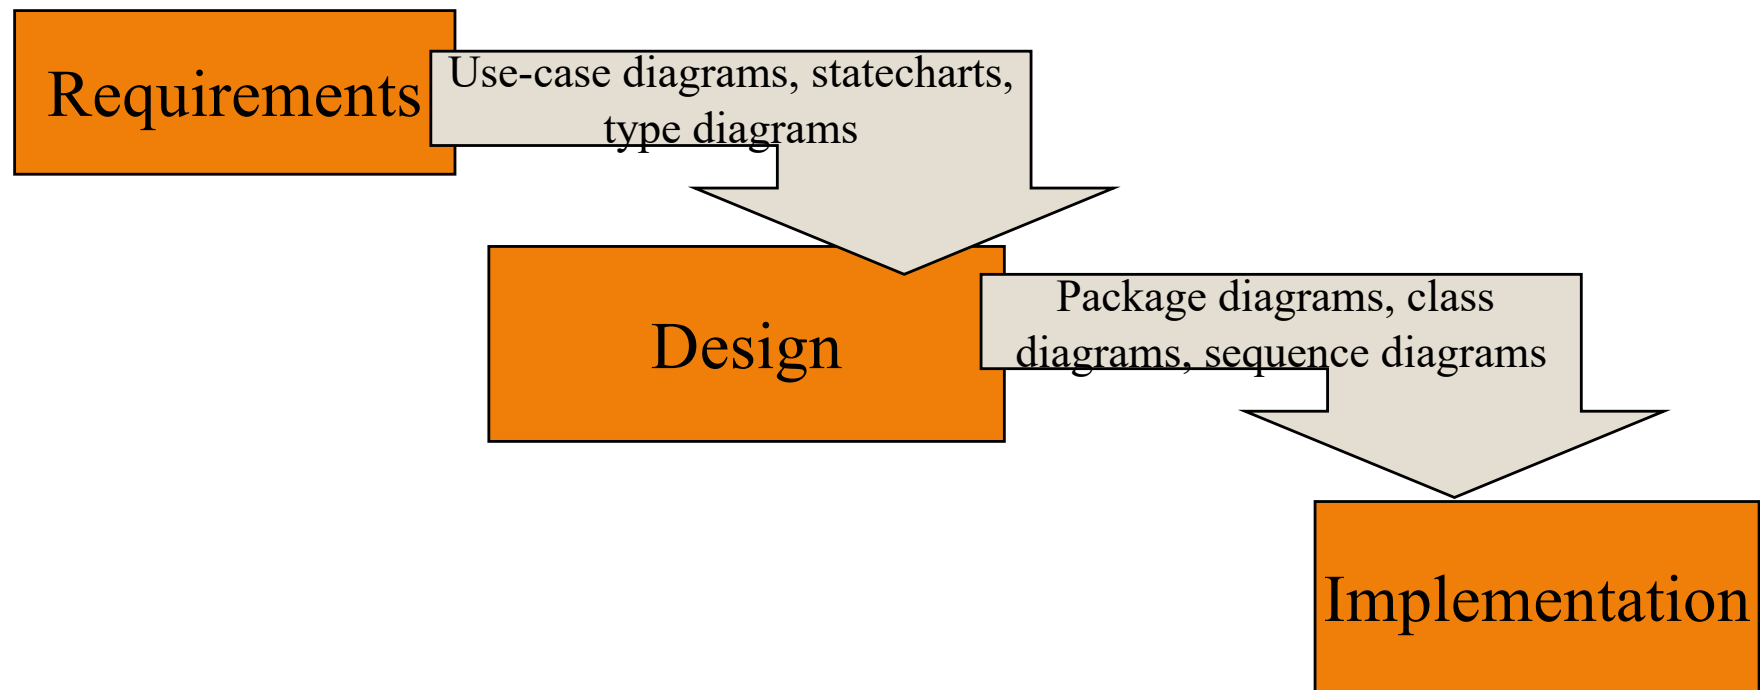 Requirements
Use-case diagrams, statecharts,
type diagrams
Design
Package diagrams, class
diagrams, sequence diagrams
Implementation